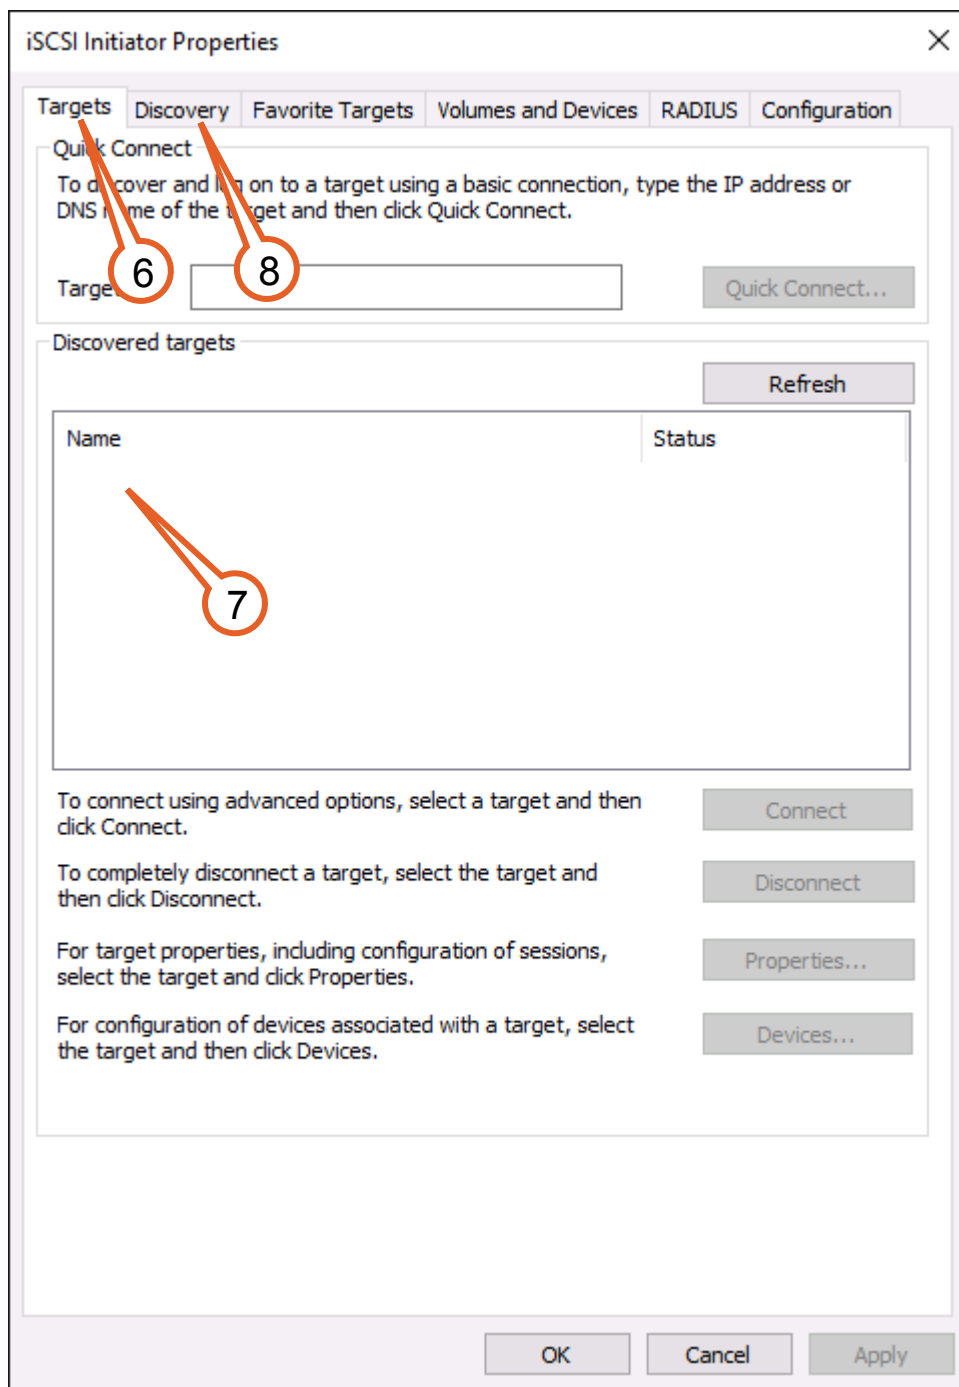 iSCSI Initiator Properties
Targets Discovery Favorite Targets Volumes and Devices RADIUS Configuration
Quick Connect
To discover and log on to a target using a basic connection, type the IP address or
DNS name of the target and then click Quick Connect.
6 8
Target Quick Connect...
Discovered targets
Refresh
Name Status
7
To connect using advanced options, select a target and then
click Connect.
Connect
To completely disconnect a target, select the target and
then click Disconnect.
Disconnect
For target properties, including configuration of sessions,
select the target and click Properties.
Properties...
For configuration of devices associated with a target, select
the target and then click Devices.
Devices...
OK Cancel Apply